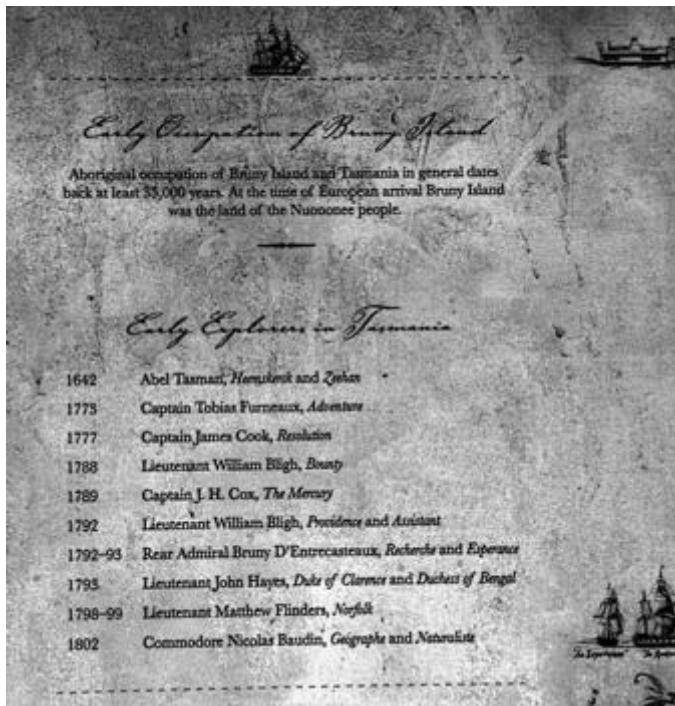 Early Occupation of Bruny Island
Aboriginal occupation of Bruny Island and Tasmania in general dates
back at least 35,000 years. At the time of European arrival Bruny Island
was the land of the Nuononee people.
Early Explorers in Tasmania
1642 Abel Tasman, Heemskerck and Zeehan
1773 Captain Tobias Furneaux, Adventure
1777 Captain James Cook, Resolution
1788 Lieutenant William Bligh, Bounty
1789 Captain J. H. Cox, The Mercury
1792 Lieutenant William Bligh, Providence and Assistant
1792–93 Rear Admiral Bruny D'Entrecasteaux, Recherche and Esperance
1793 Lieutenant John Hayes, Duke of Clarence and Duchess of Bengal
1798–99 Lieutenant Matthew Flinders, Norfolk
1802 Commodore Nicolas Baudin, Geographe and Naturaliste